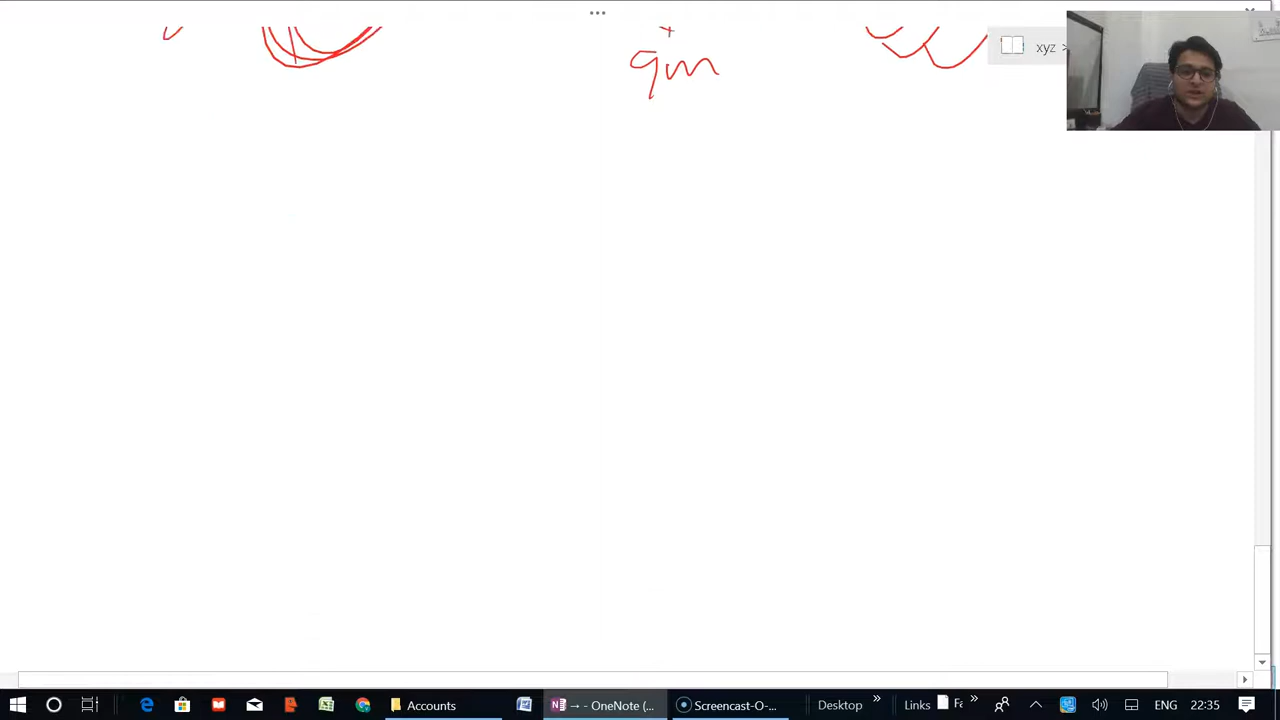 ...
xyz >
9m
Accounts
→ - OneNote (...
Screencast-O-...
Desktop
»
Links
»
ENG
22:35